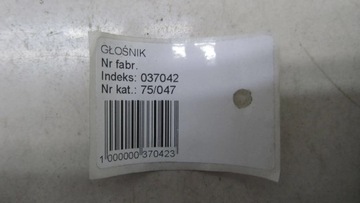 GŁOŚNIK
Nr fabr.
Indeks: 037042
Nr kat.: 75/047
1 000000 370423